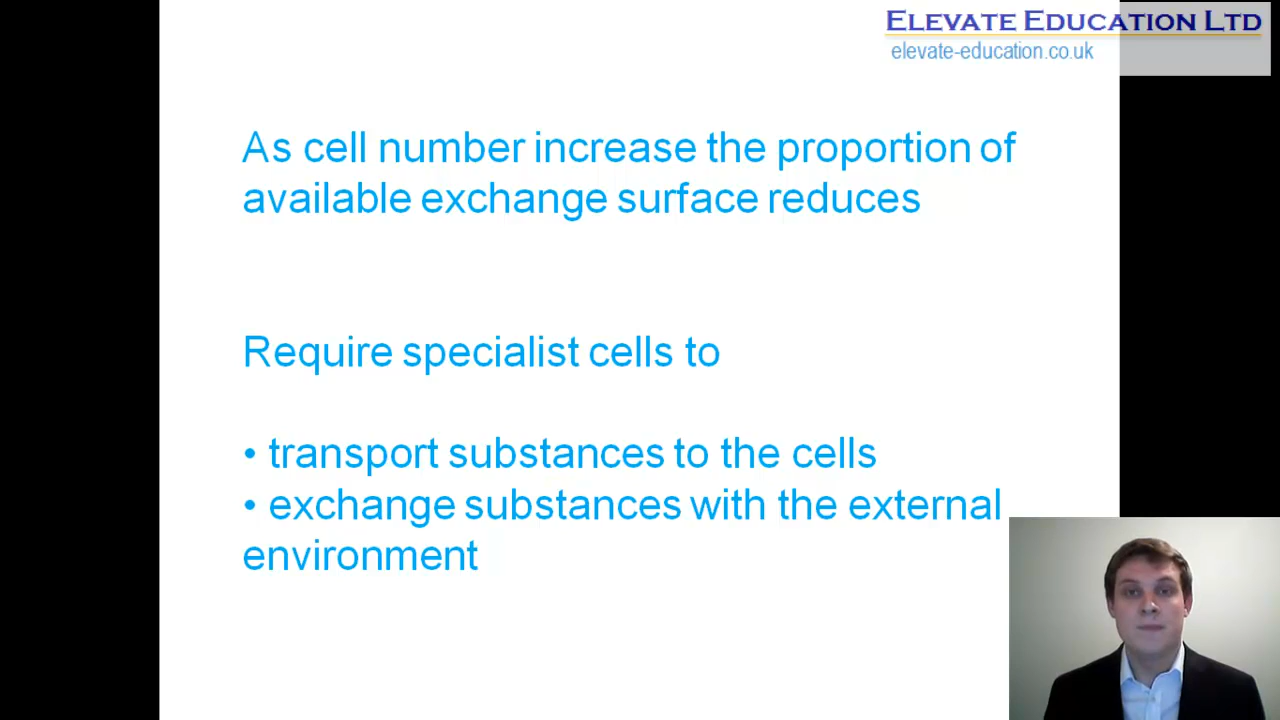 ELEVATE EDUCATION LTD
elevate-education.co.uk
As cell number increase the proportion of
available exchange surface reduces
Require specialist cells to
• transport substances to the cells
• exchange substances with the external
environment